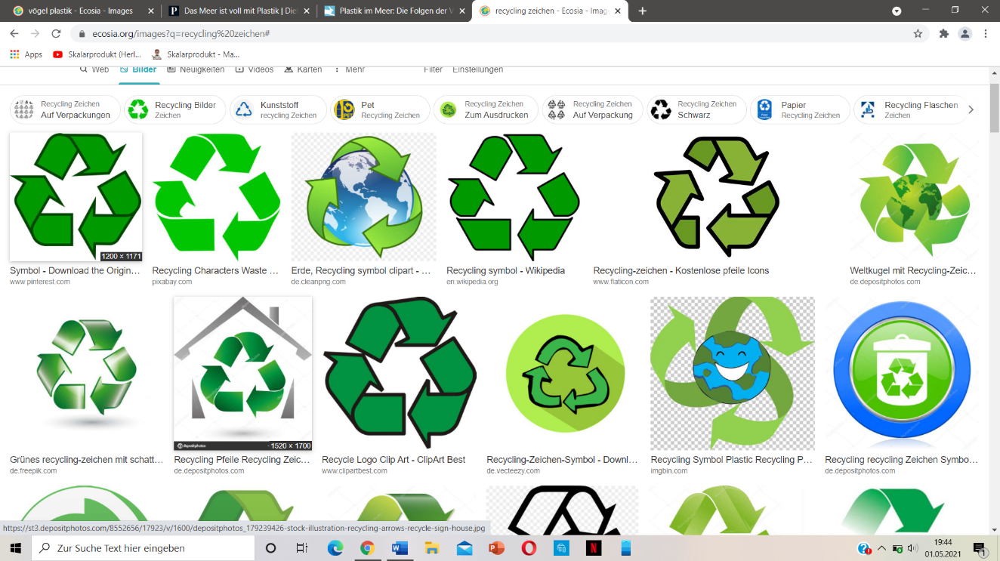 vögel plastik - Ecosia - Images
Das Meer ist voll mit Plastik | Die
Plastik im Meer: Die Folgen der V
recycling zeichen - Ecosia - Imag
ecosia.org/images?q=recycling%20zeichen#
Apps
Skalarprodukt (Herl...
Skalarprodukt - Ma...
Web
Bilder
Neuigkeiten
Videos
Karten
Mehr
Filter
Einstellungen
Recycling Zeichen
Auf Verpackungen
Recycling Bilder
Zeichen
Kunststoff
recycling Zeichen
Pet
Recycling Zeichen
Recycling Zeichen
Zum Ausdrucken
Recycling Zeichen
Auf Verpackung
Recycling Zeichen
Schwarz
Papier
Recycling Zeichen
Recycling Flaschen
Zeichen
1200 × 1171
Symbol - Download the Origin...
www.pinterest.com
Recycling Characters Waste ...
pixabay.com
Erde, Recycling symbol clipart - ...
de.cleanpng.com
Recycling symbol - Wikipedia
en.wikipedia.org
Recycling-zeichen - Kostenlose pfeile Icons
www.flaticon.com
Weltkugel mit Recycling-Zeic...
de.depositphotos.com
depositphotos
1520 × 1700
Grünes recycling-zeichen mit schatt...
de.freepik.com
Recycling Pfeile Recycling Zeic...
de.depositphotos.com
Recycle Logo Clip Art - ClipArt Best
www.clipartbest.com
Recycling-Zeichen-Symbol - Downl...
de.vecteezy.com
Recycling Symbol Plastic Recycling P...
imgbin.com
Recycling recycling Zeichen Symbo...
de.depositphotos.com
https://st3.depositphotos.com/8552656/17923/v/1600/depositphotos_179239426-stock-illustration-recycling-arrows-recycle-sign-house.jpg
Zur Suche Text hier eingeben
19:44
01.05.2021
1